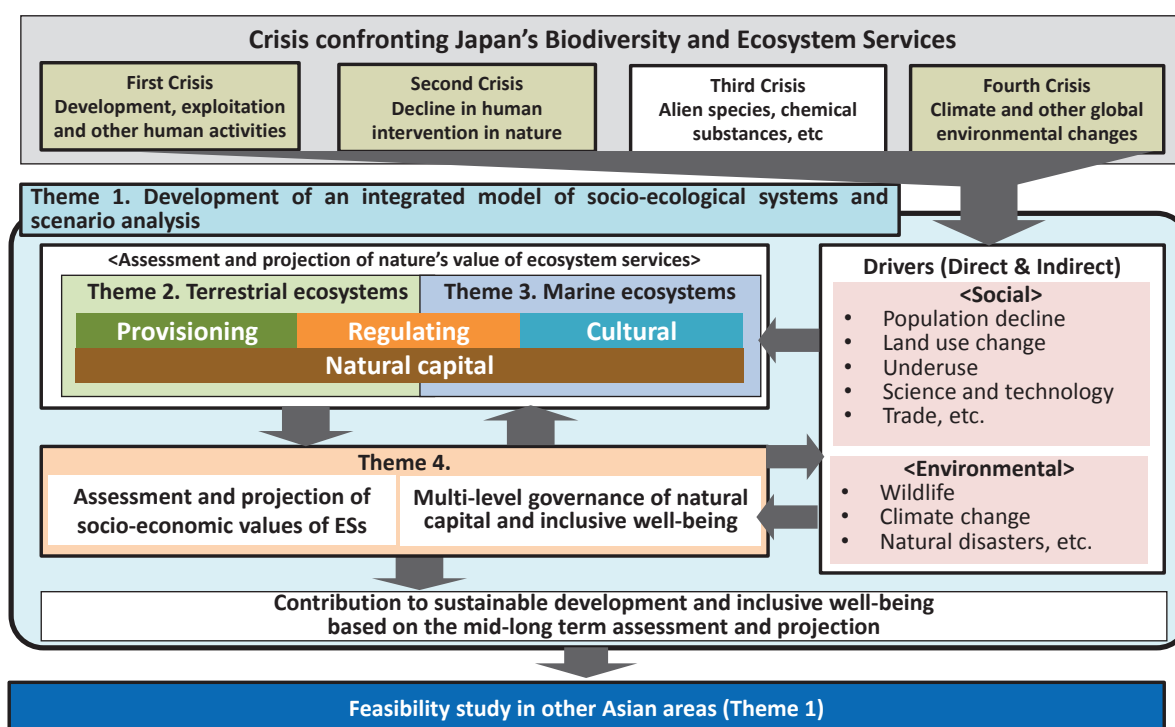 Crisis confronting Japan's Biodiversity and Ecosystem Services
First Crisis
Development, exploitation
and other human activities
Second Crisis
Decline in human
intervention in nature
Third Crisis
Alien species, chemical
substances, etc
Fourth Crisis
Climate and other global
environmental changes
Theme 1. Development of an integrated model of socio-ecological systems and
scenario analysis
<Assessment and projection of nature's value of ecosystem services>
Theme 2. Terrestrial ecosystems
Theme 3. Marine ecosystems
Provisioning
Regulating
Cultural
Natural capital
Drivers (Direct & Indirect)
<Social>
• Population decline
• Land use change
• Underuse
• Science and technology
• Trade, etc.
<Environmental>
• Wildlife
• Climate change
• Natural disasters, etc.
Theme 4.
Assessment and projection of
socio-economic values of ESs
Multi-level governance of natural
capital and inclusive well-being
Contribution to sustainable development and inclusive well-being
based on the mid-long term assessment and projection
Feasibility study in other Asian areas (Theme 1)